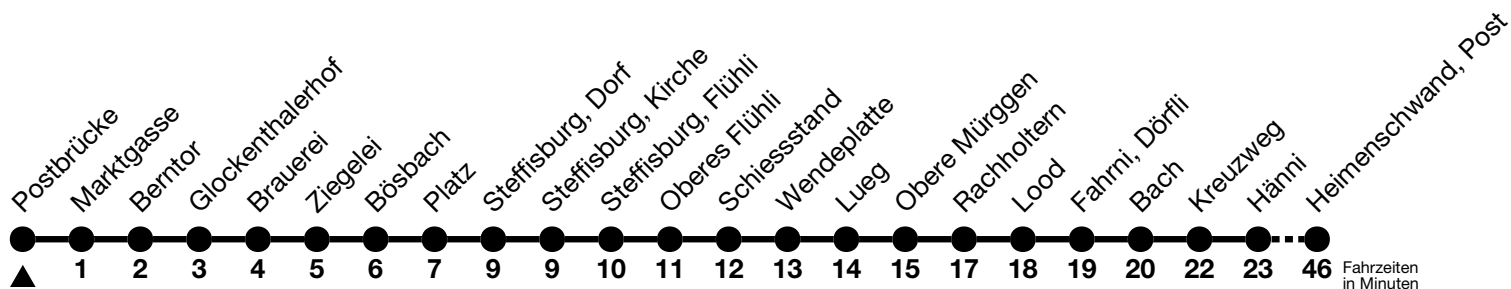 Postbrücke
Marktgasse
Berntor
Glockenthalerhof
Brauerei
Ziegelei
Bösbach
Platz
Steffisburg, Dorf
Steffisburg, Kirche
Steffisburg, Flühli
Oberes Flühli
Schiessstand
Wendeplatte
Lueg
Obere Mürggen
Rachholtern
Lood
Fahrni, Dörfli
Bach
Kreuzweg
Hänni
Heimenschwand, Post
1 2 3 4 5 6 7 9 9 10 11 12 13 14 15 17 18 19 20 22 23 46
Fahrzeiten
in Minuten